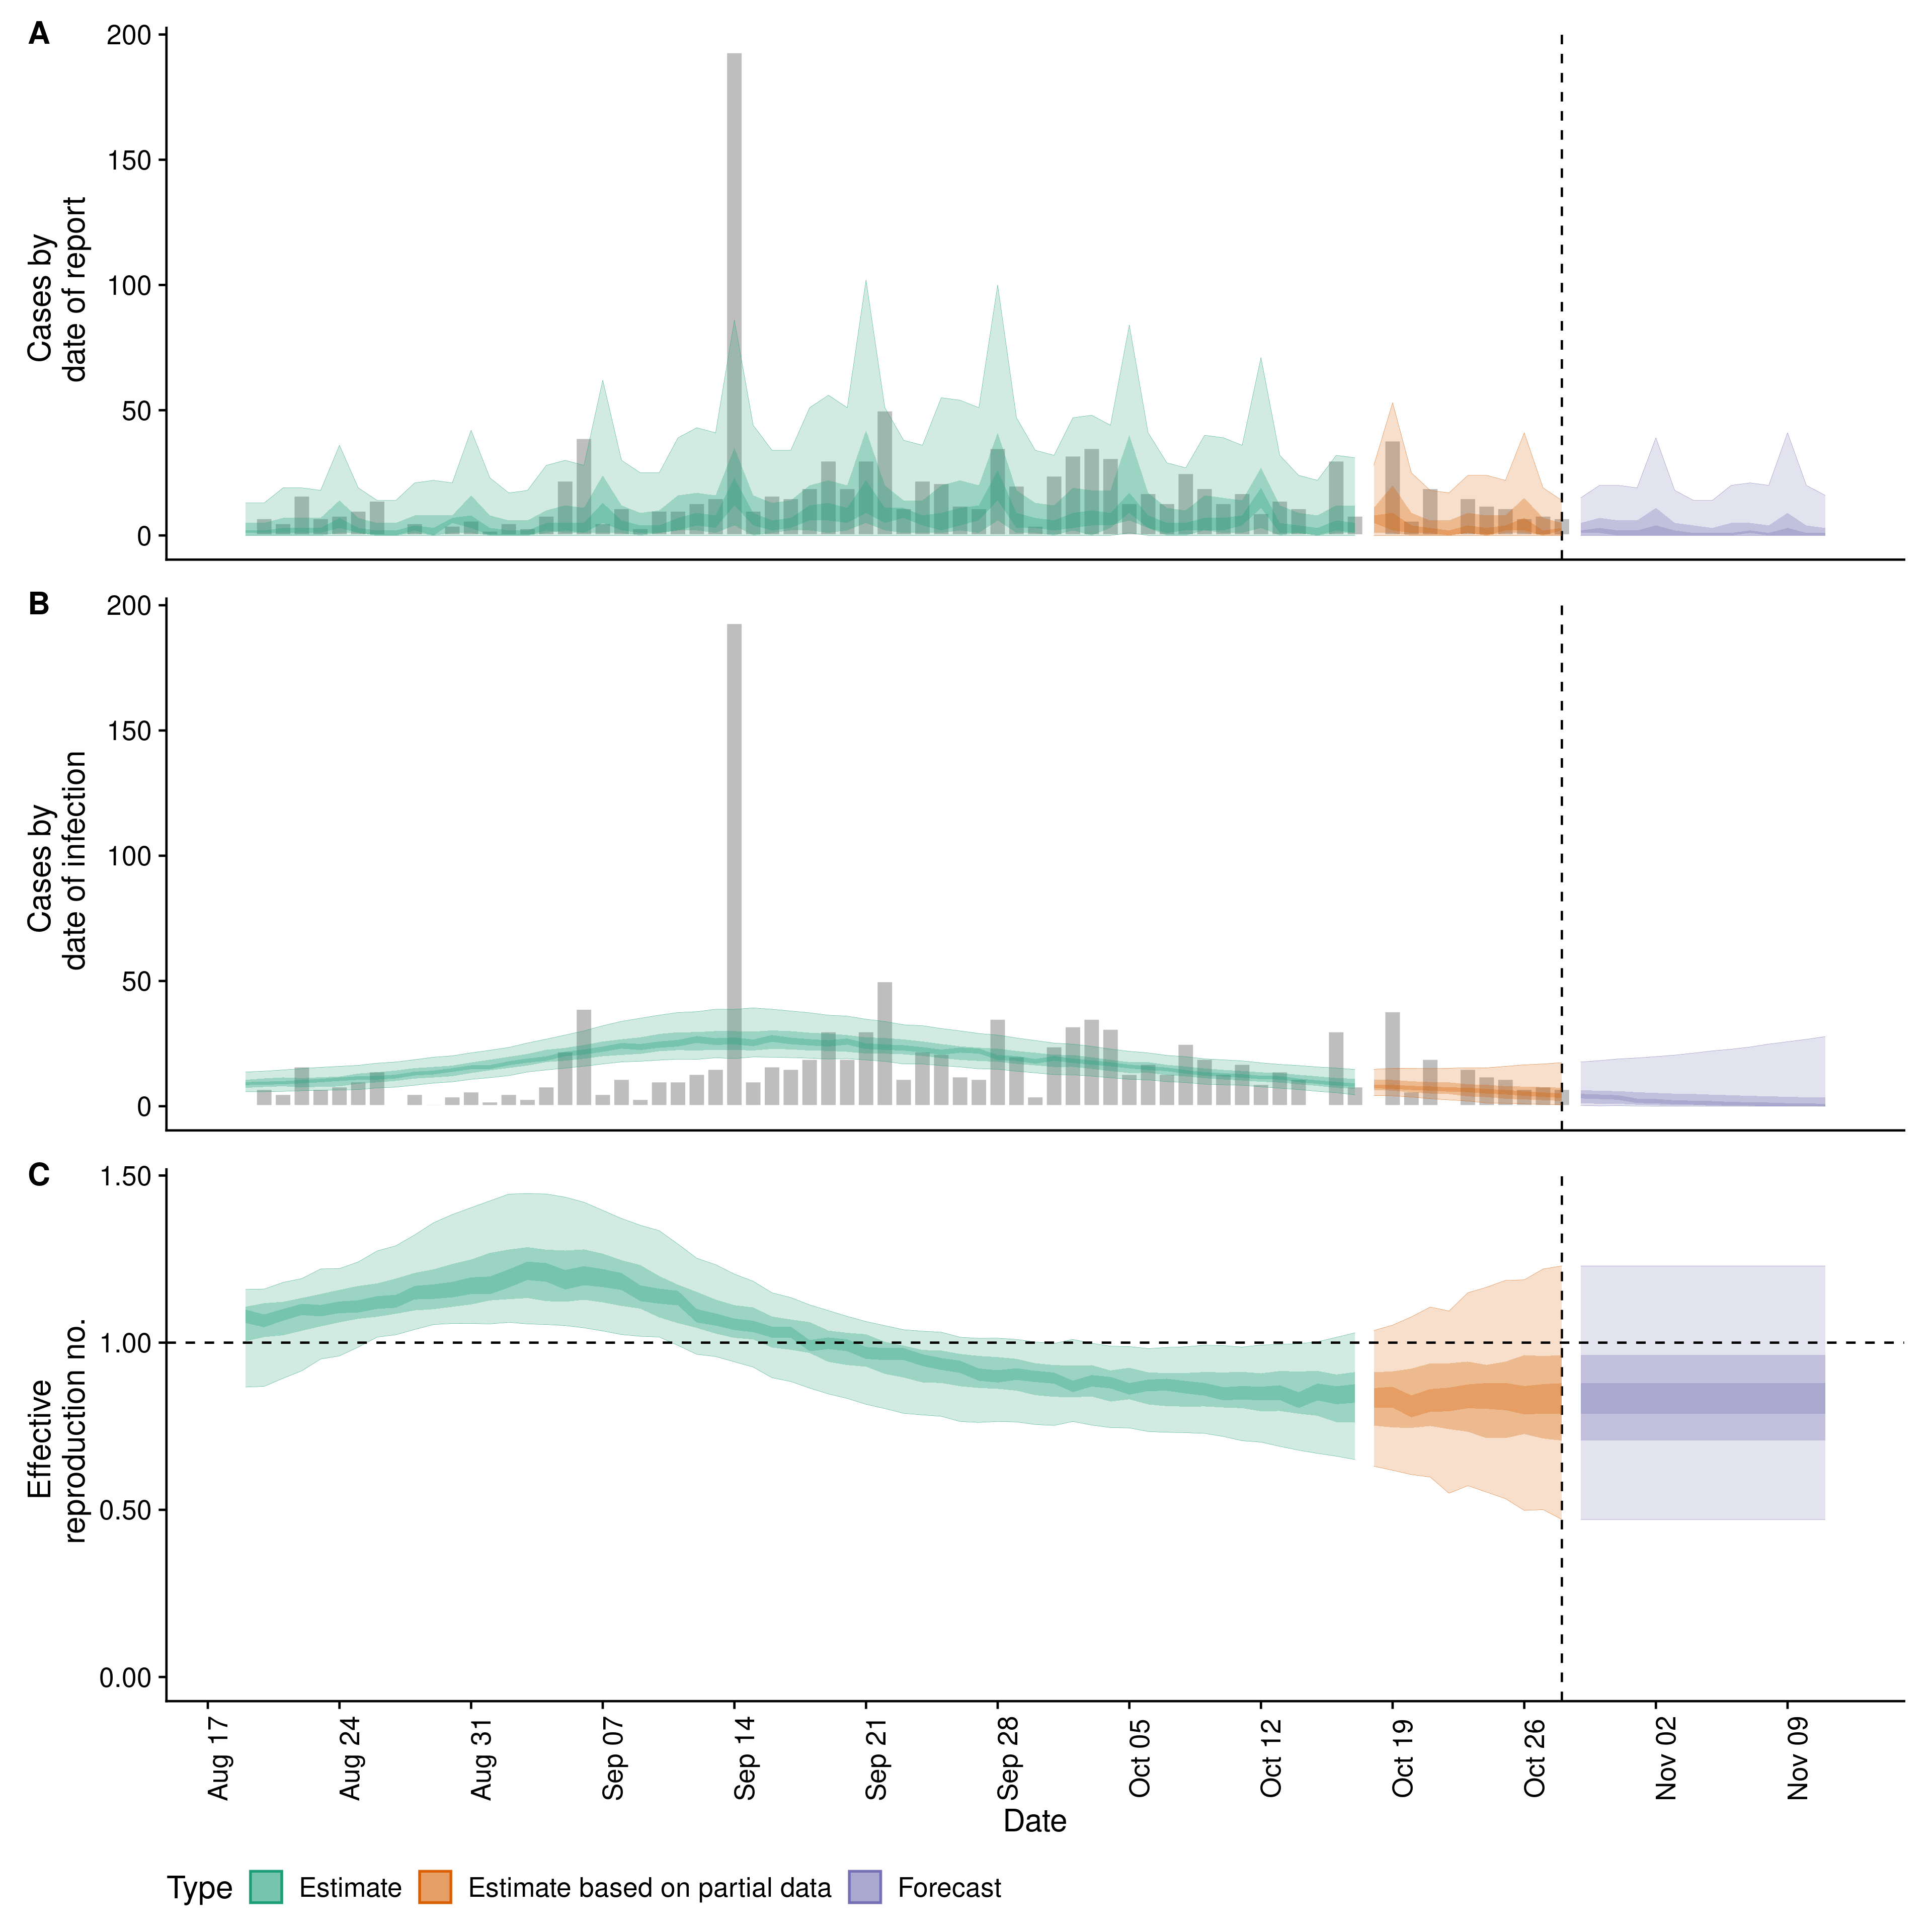 A
200
150
100
50
0
Cases by
date of report
B
200
150
100
50
0
Cases by
date of infection
C
1.50
1.00
0.50
0.00
Effective
reproduction no.
Aug 17
Aug 24
Aug 31
Sep 07
Sep 14
Sep 21
Sep 28
Oct 05
Oct 12
Oct 19
Oct 26
Nov 02
Nov 09
Date
Type Estimate Estimate based on partial data Forecast